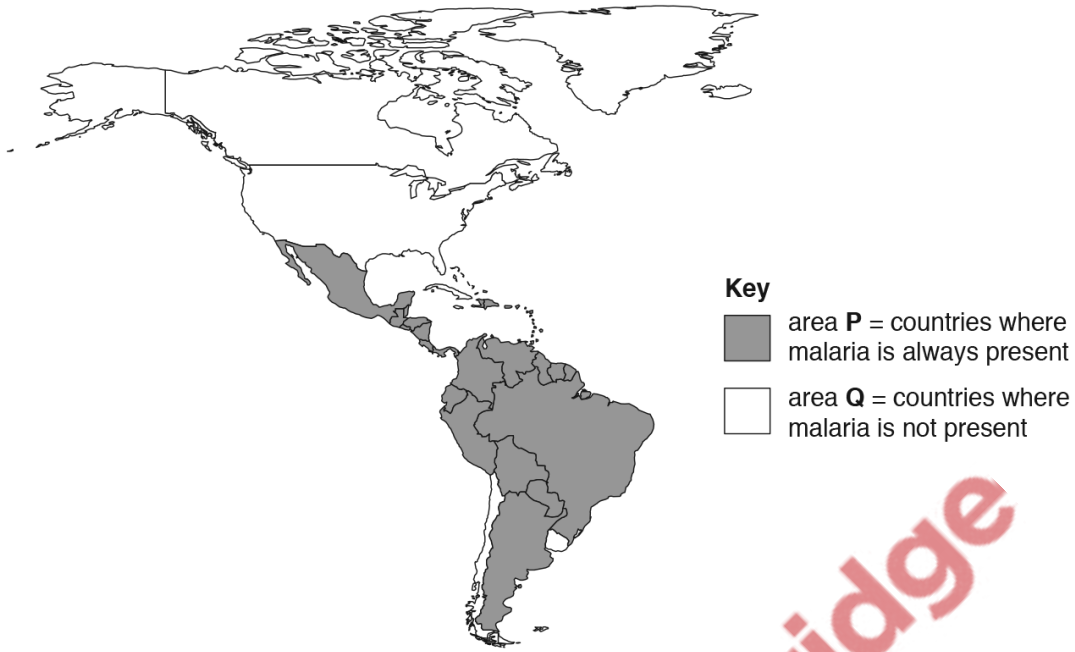 Key
area P = countries where
malaria is always present
area Q = countries where
malaria is not present
idge